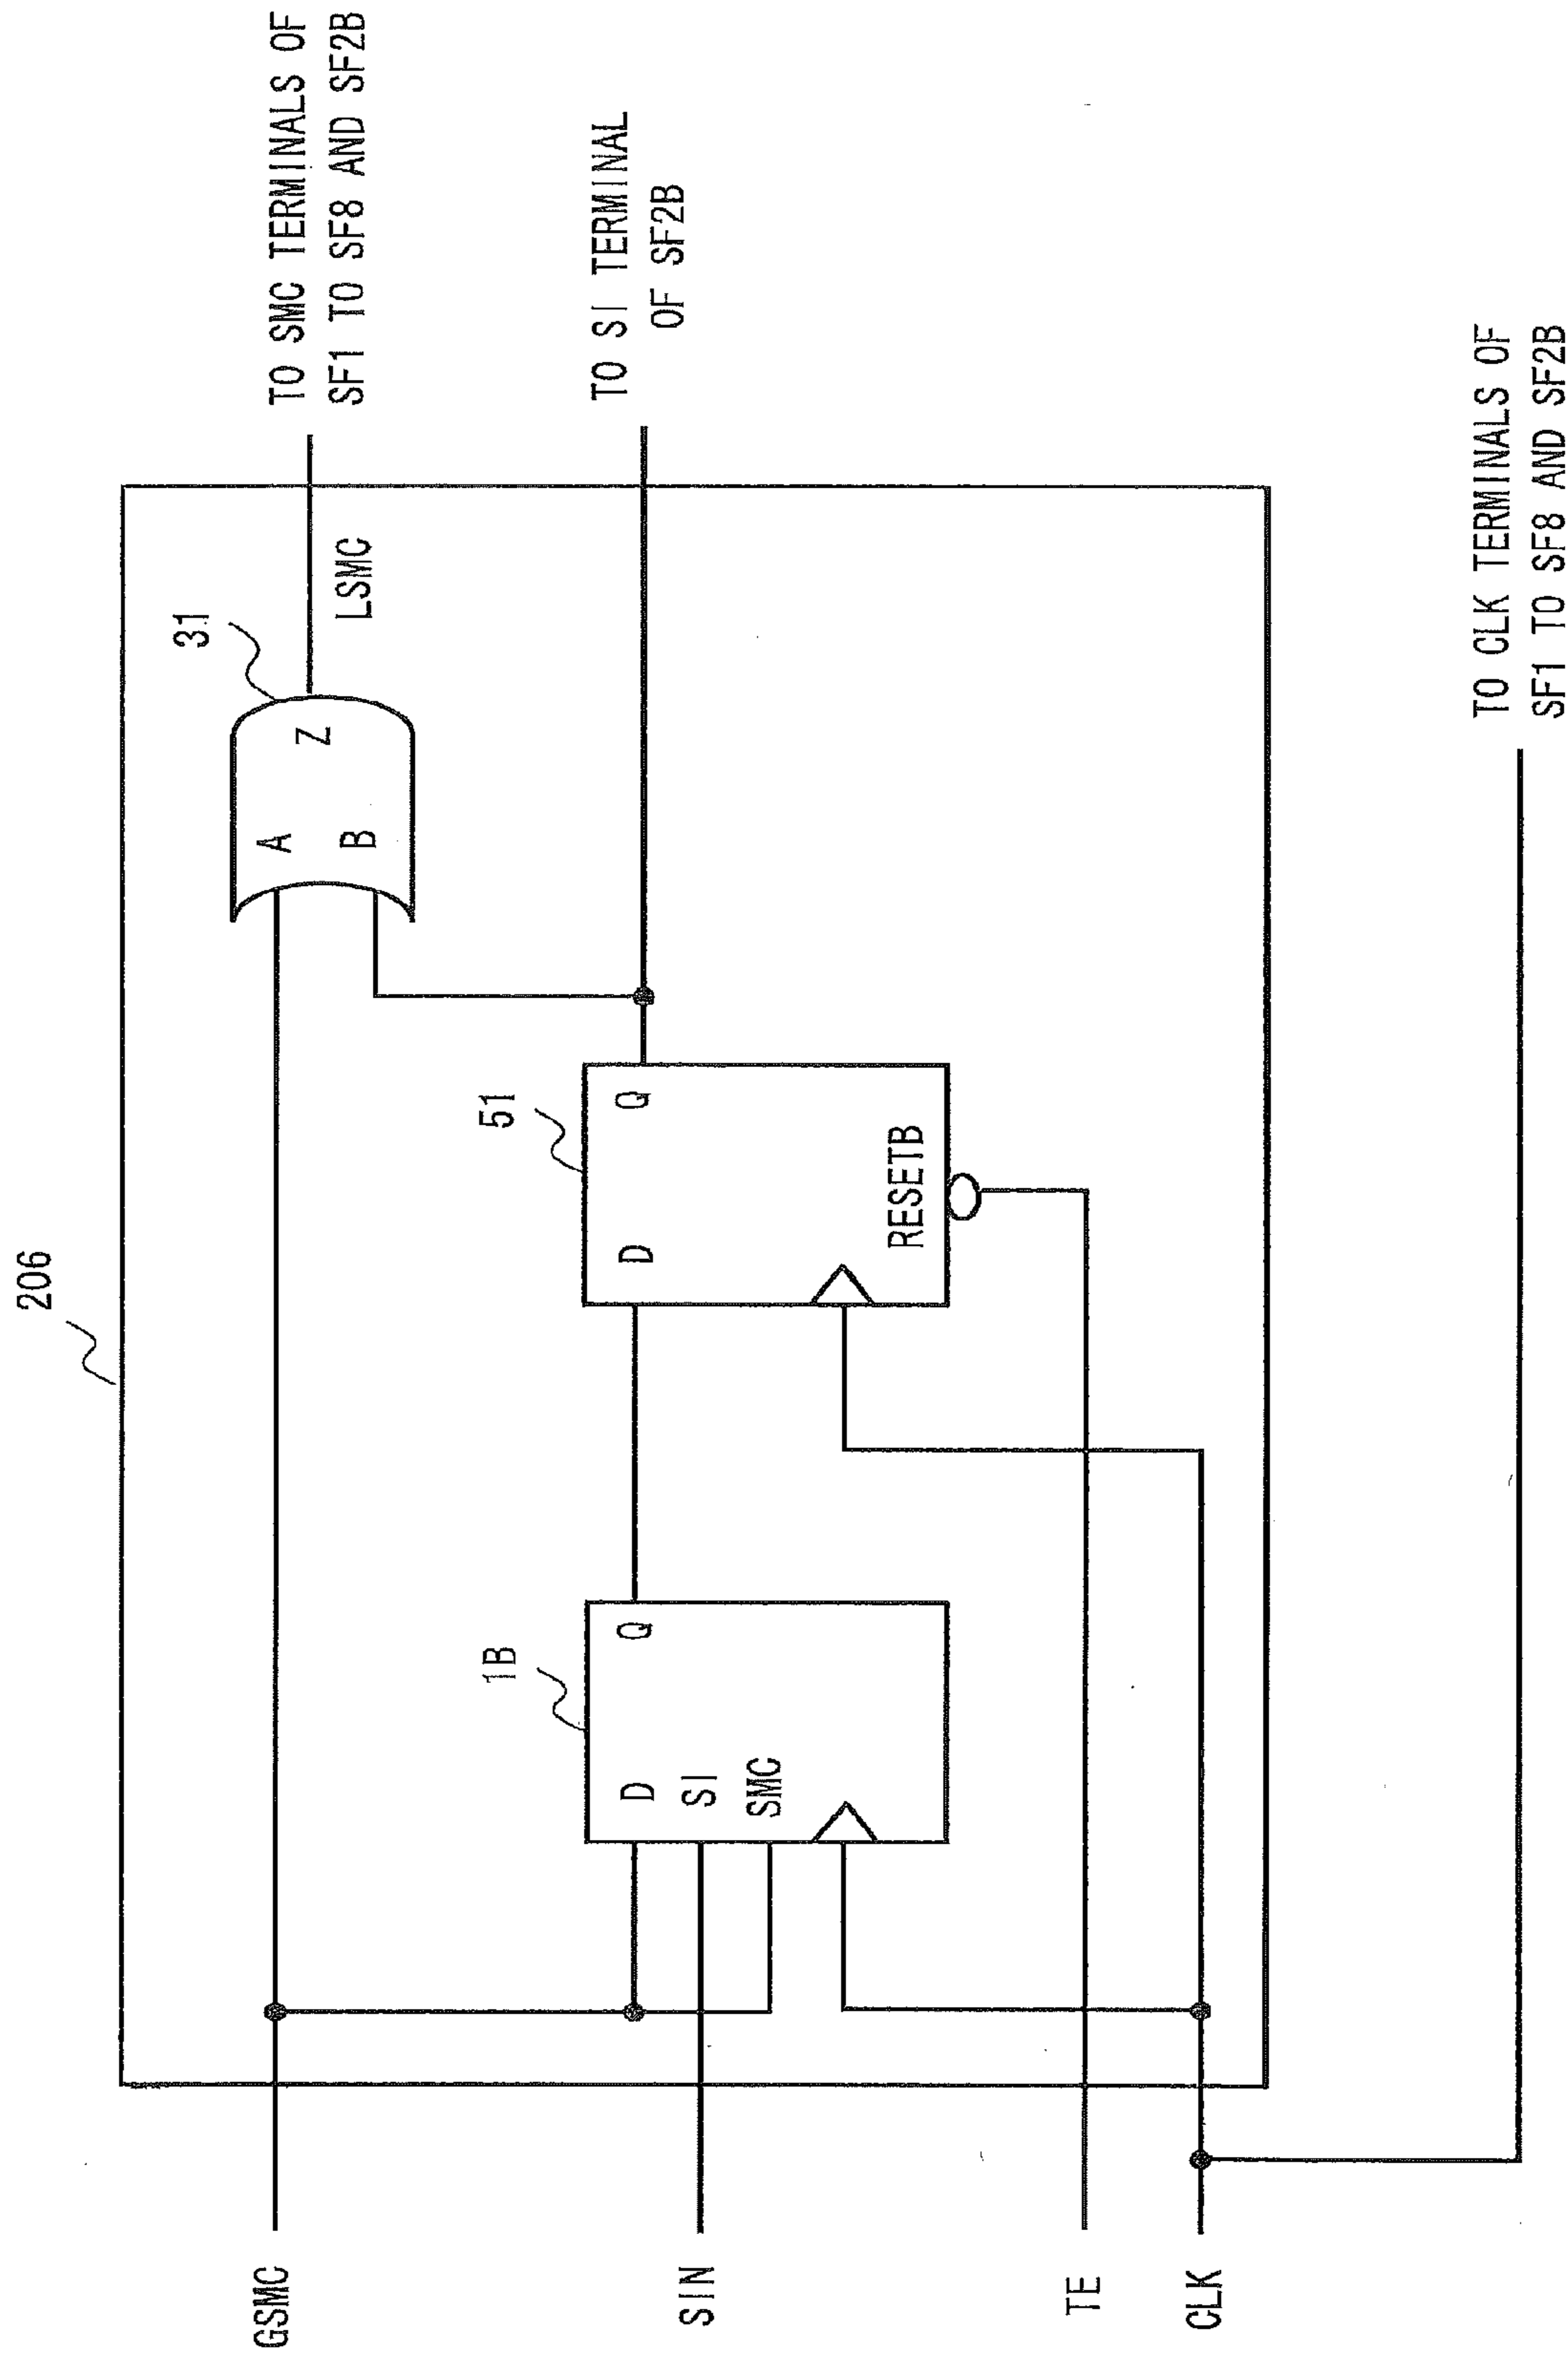 206
31
A
B
Z
LSMC
TO SMC TERMINALS OF
SF1 TO SF8 AND SF2B
TO SI TERMINAL
OF SF2B
GSMC
1B
D
SI
SMC
Q
51
D
Q
RESETB
SIN
TE
CLK
TO CLK TERMINALS OF
SF1 TO SF8 AND SF2B